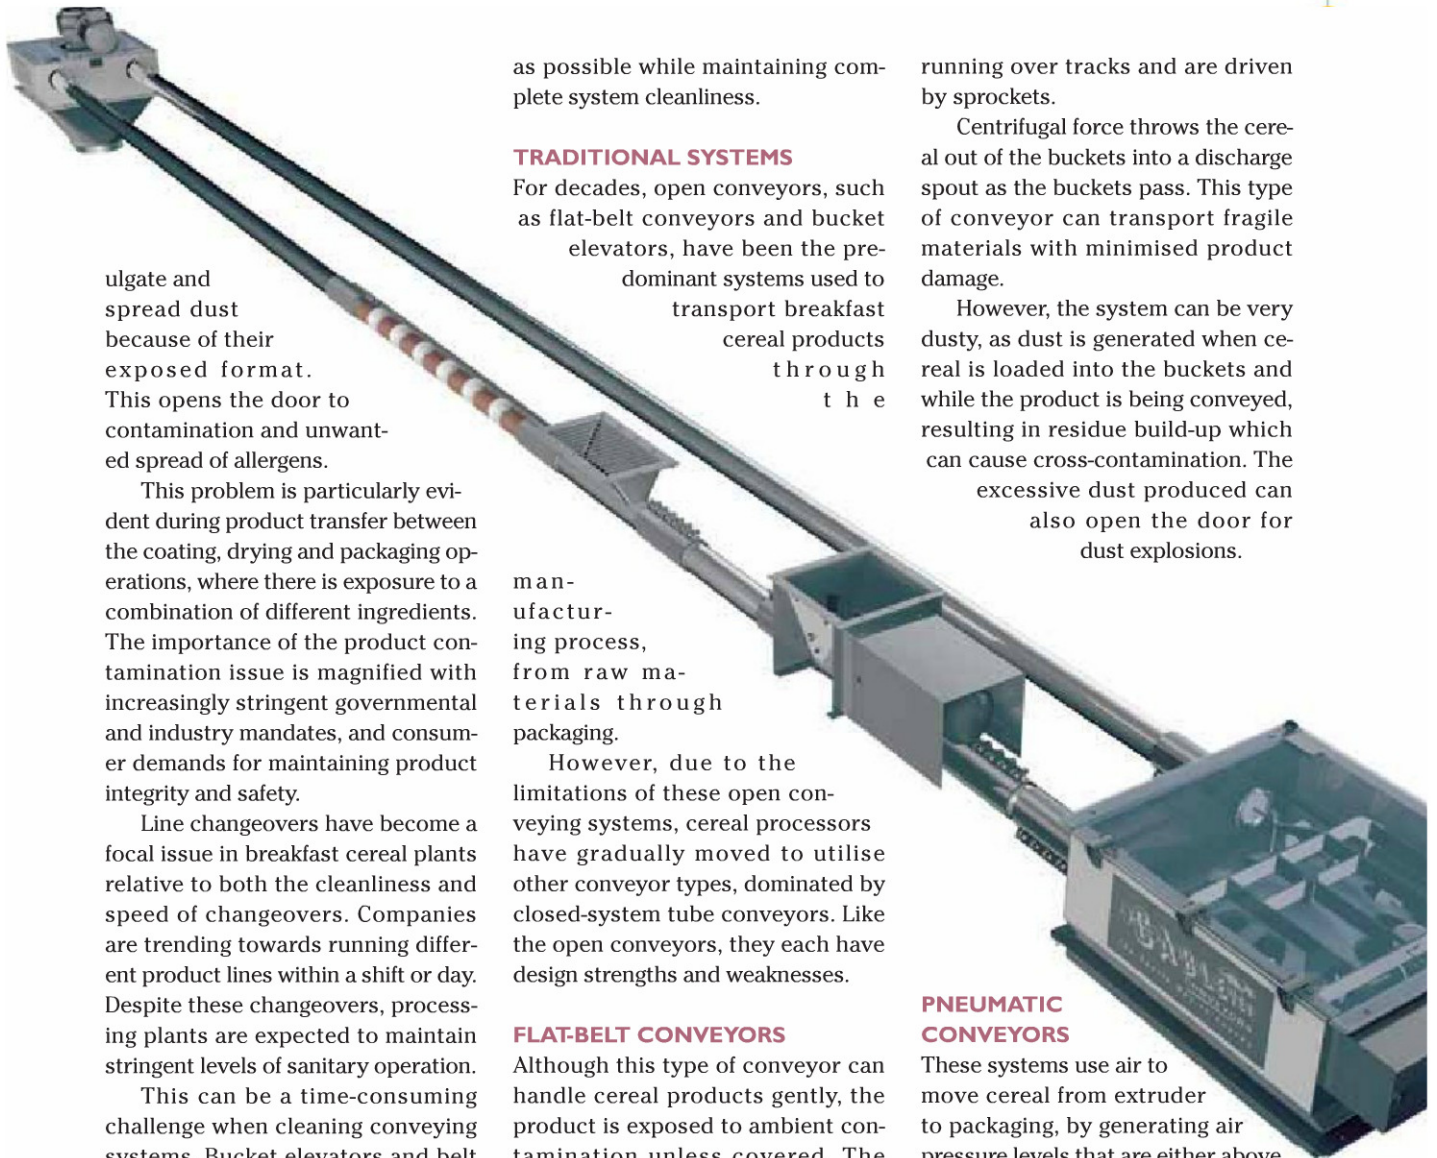 ulgate and
spread dust
because of their
exposed format.
This opens the door to
contamination and unwant-
ed spread of allergens.
This problem is particularly evi-
dent during product transfer between
the coating, drying and packaging op-
erations, where there is exposure to a
combination of different ingredients.
The importance of the product con-
tamination issue is magnified with
increasingly stringent governmental
and industry mandates, and consum-
er demands for maintaining product
integrity and safety.
Line changeovers have become a
focal issue in breakfast cereal plants
relative to both the cleanliness and
speed of changeovers. Companies
are trending towards running differ-
ent product lines within a shift or day.
Despite these changeovers, process-
ing plants are expected to maintain
stringent levels of sanitary operation.
This can be a time-consuming
challenge when cleaning conveying
systems. Bucket elevators and belt
as possible while maintaining com-
plete system cleanliness.
TRADITIONAL SYSTEMS
For decades, open conveyors, such
as flat-belt conveyors and bucket
elevators, have been the pre-
dominant systems used to
transport breakfast
cereal products
through
the
man-
ufactur-
ing process,
from raw ma-
terials through
packaging.
However, due to the
limitations of these open con-
veying systems, cereal processors
have gradually moved to utilise
other conveyor types, dominated by
closed-system tube conveyors. Like
the open conveyors, they each have
design strengths and weaknesses.
FLAT-BELT CONVEYORS
Although this type of conveyor can
handle cereal products gently, the
product is exposed to ambient con-
tamination unless covered. The
running over tracks and are driven
by sprockets.
Centrifugal force throws the cere-
al out of the buckets into a discharge
spout as the buckets pass. This type
of conveyor can transport fragile
materials with minimised product
damage.
However, the system can be very
dusty, as dust is generated when ce-
real is loaded into the buckets and
while the product is being conveyed,
resulting in residue build-up which
can cause cross-contamination. The
excessive dust produced can
also open the door for
dust explosions.
PNEUMATIC
CONVEYORS
These systems use air to
move cereal from extruder
to packaging, by generating air
pressure levels that are either above